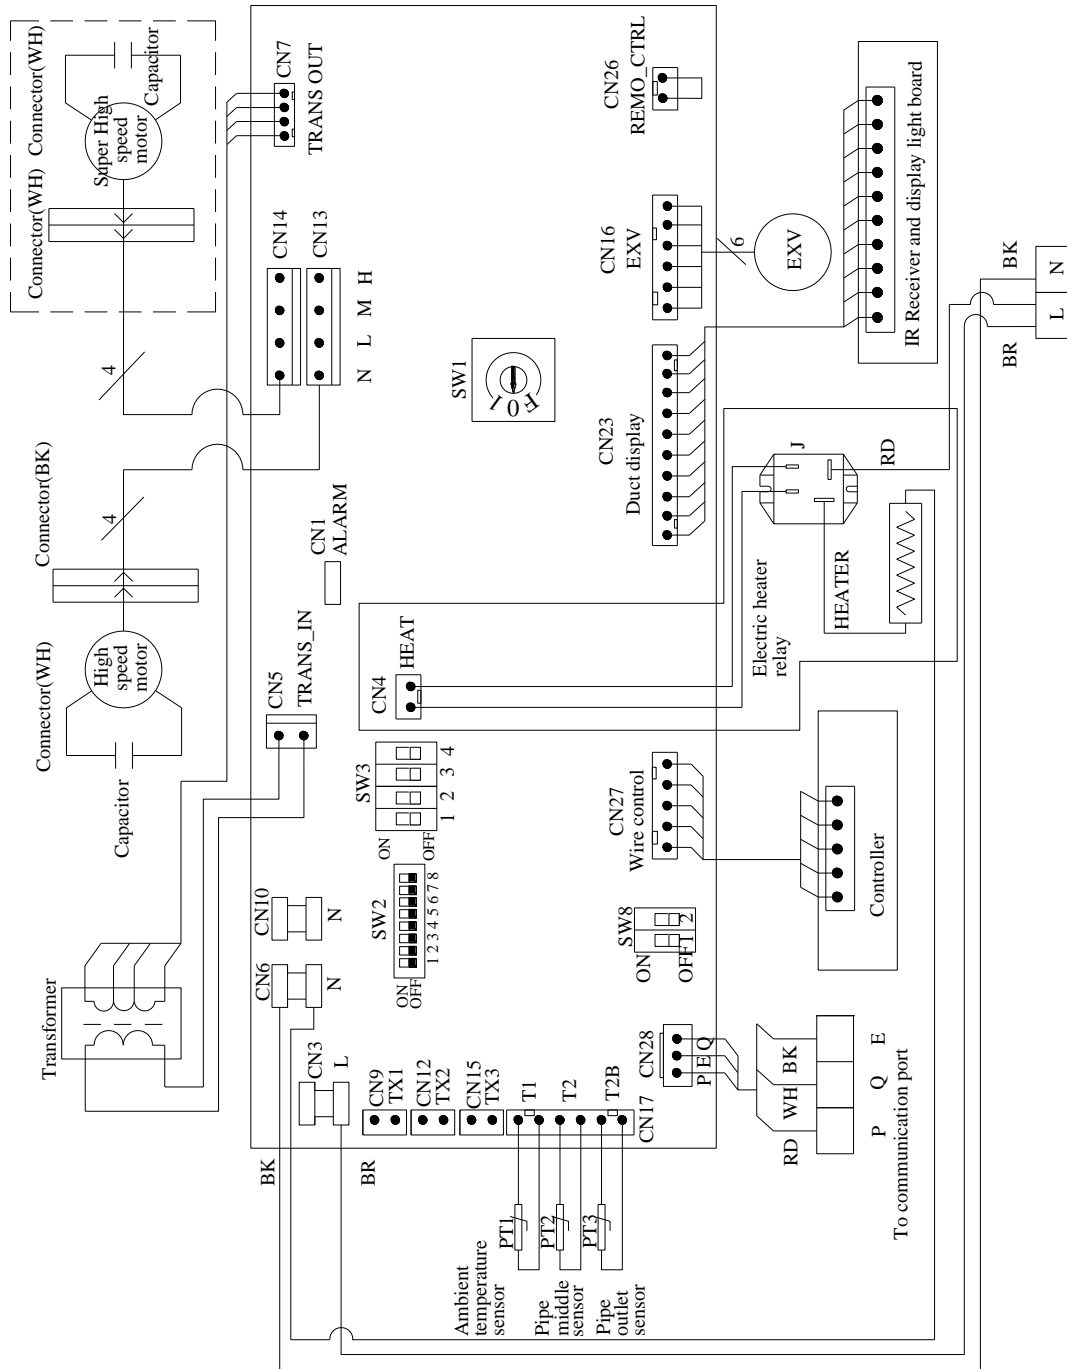 Connector(WH)
Connector(WH)
Capacitor
Super High
speed
motor
4
Connector(BK)
4
Connector(WH)
High
speed
motor
Capacitor
Transformer
CN7
TRANS OUT
CN14
CN13
N L M H
CN1
ALARM
CN5
TRANS_IN
CN10
N
CN6
N
CN3
L
SW1
F01
CN4
HEAT
SW3
ON
OFF
1 2 3 4
SW2
ON
OFF
1 2 3 4 5 6 7 8
CN9
TX1
CN12
TX2
CN15
TX3
T1
T2
T2B
CN17
CN26
REMO_CTRL
CN16
EXV
6
EXV
CN23
Duct display
CN27
Wire control
SW8
ON
OFF
1 2
CN28
P E Q
IR Receiver and display light board
J
RD
HEATER
Electric heater
relay
Controller
RD WH BK
P Q E
To communication port
BR BK
L N
BK
BR
PT1
PT2
PT3
Ambient
temperature
sensor
Pipe
middle
sensor
Pipe
outlet
sensor